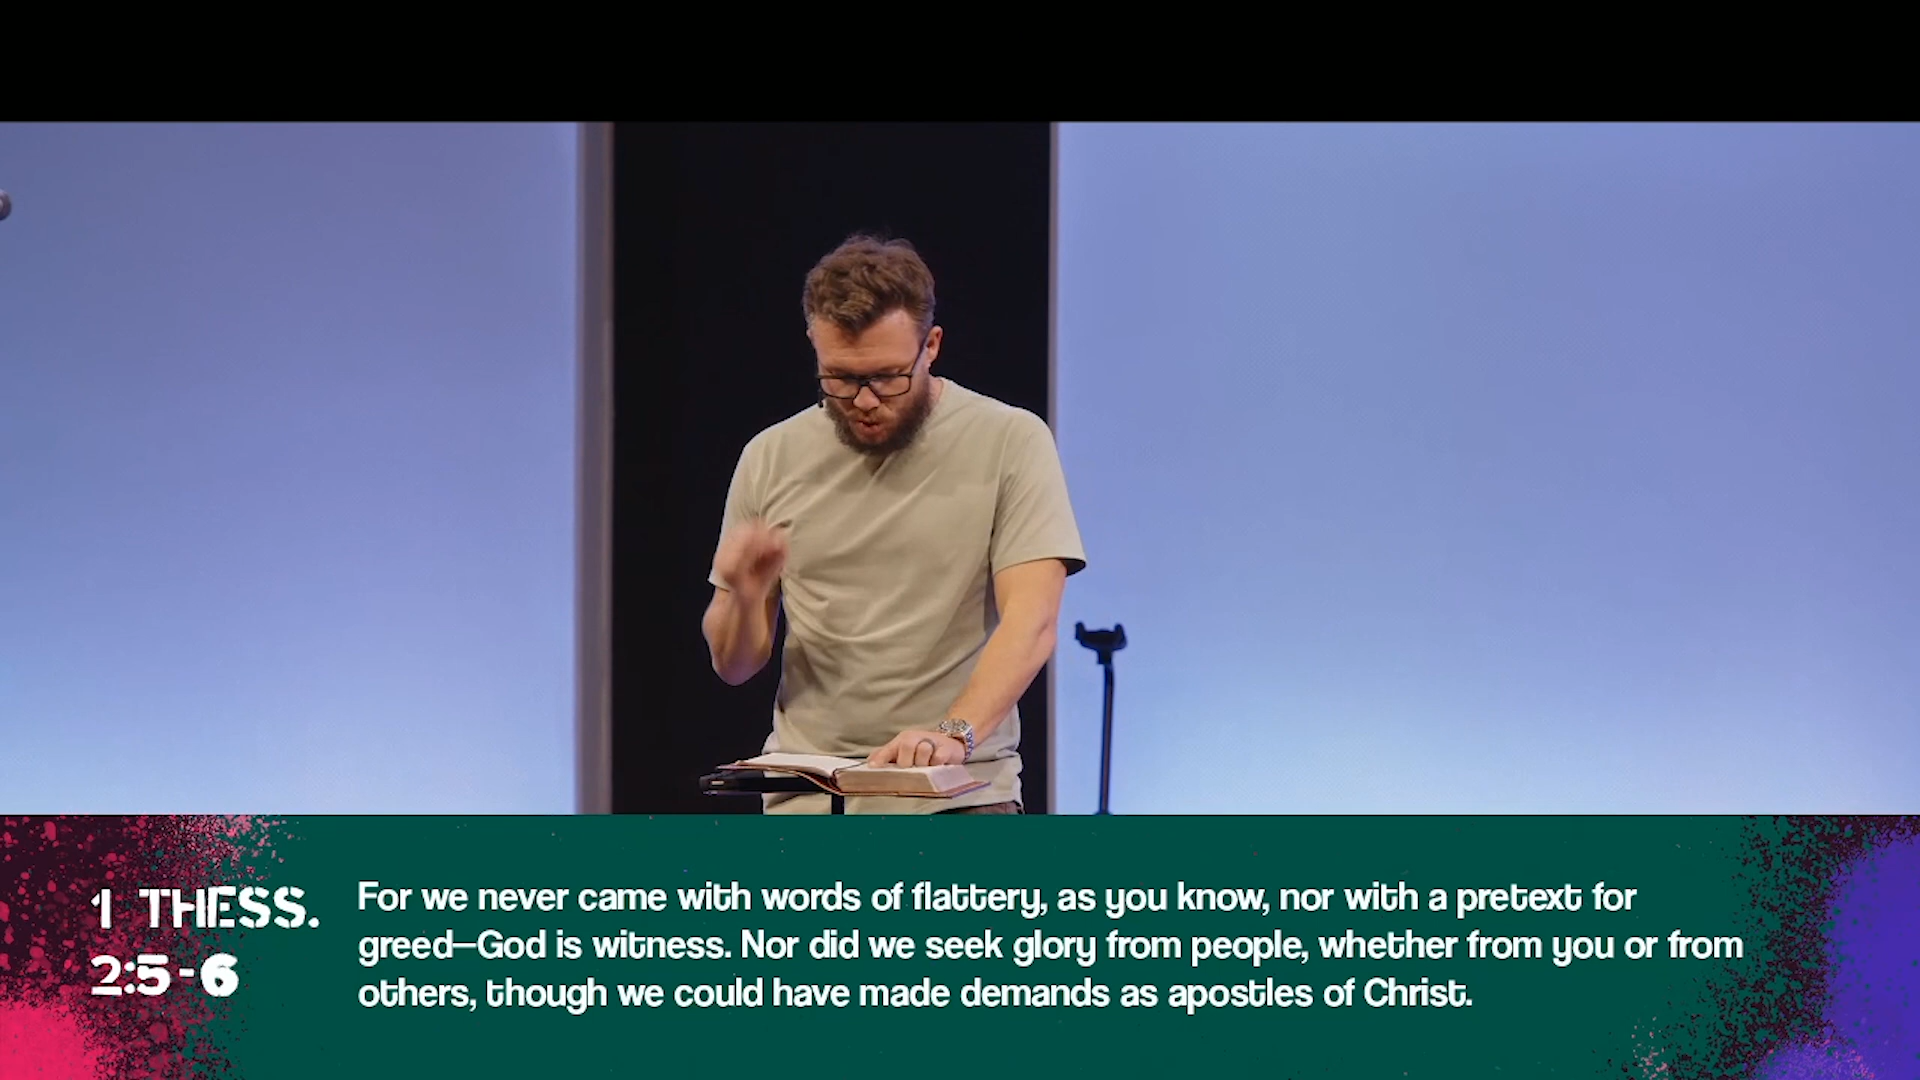 1 THESS.
2:5-6
For we never came with words of flattery, as you know, nor with a pretext for
greed—God is witness. Nor did we seek glory from people, whether from you or from
others, though we could have made demands as apostles of Christ.